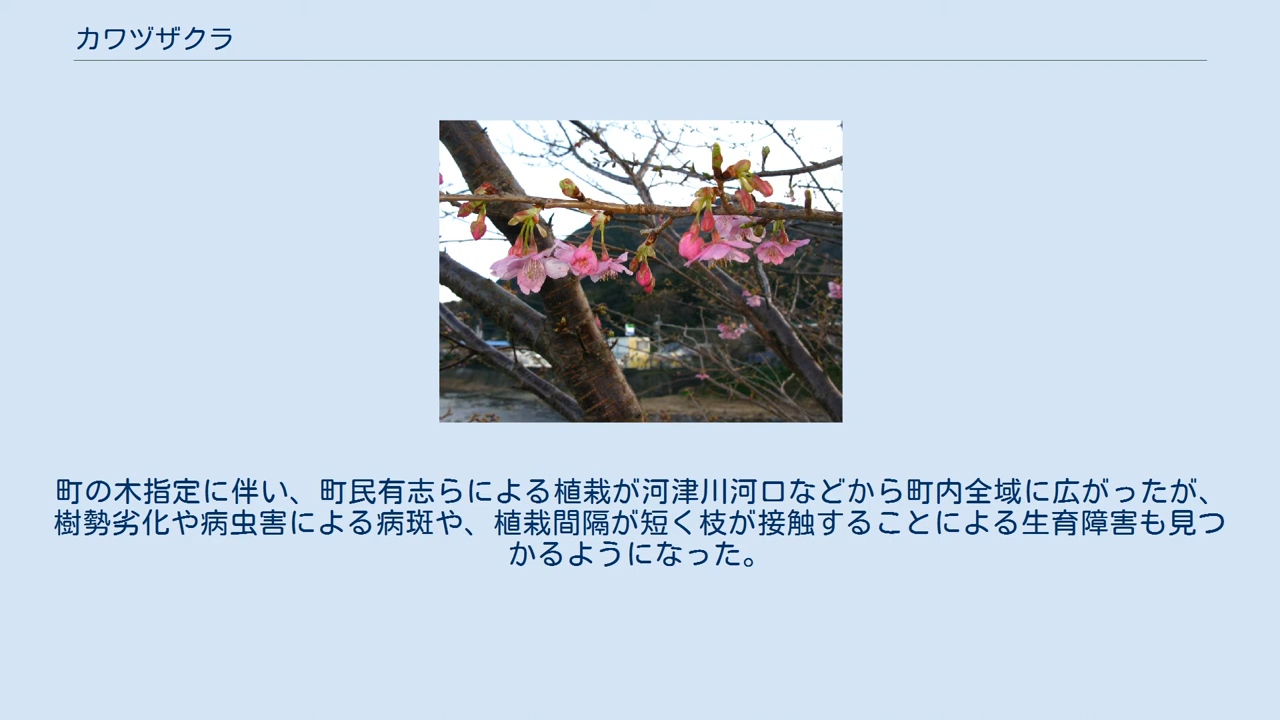 カワヅザクラ
町の木指定に伴い、町民有志らによる植栽が河津川河口などから町内全域に広がったが、
樹勢劣化や病虫害による病斑や、植栽間隔が短く枝が接触することによる生育障害も見つ
かるようになった。